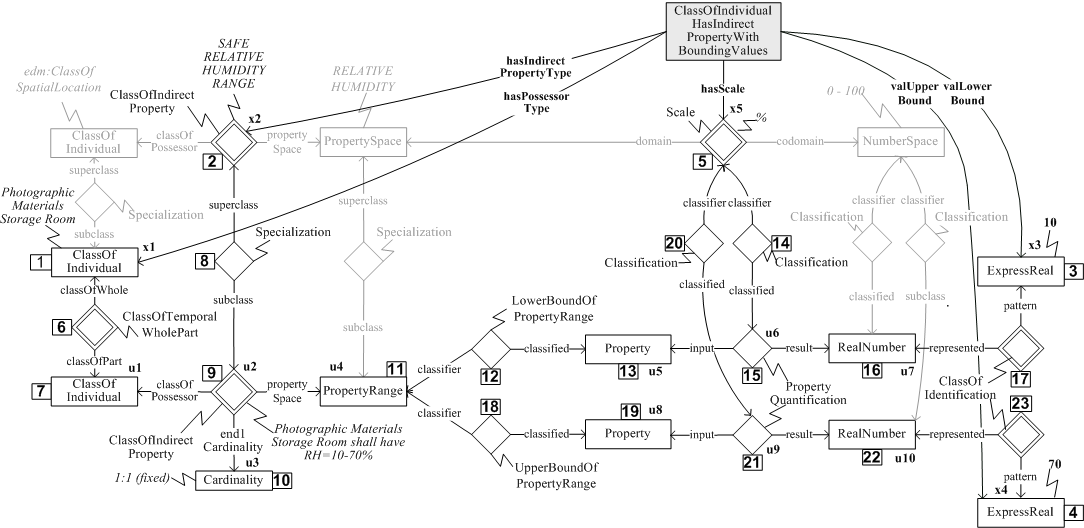 ClassOfIndividual
HasIndirect
PropertyWith
BoundingValues
hasIndirect
PropertyType
hasPossessor
Type
hasScale
valUpper
Bound
valLower
Bound
edm:ClassOf
SpatialLocation
SAFE
RELATIVE
HUMIDITY
RANGE
RELATIVE
HUMIDITY
ClassOfIndirect
Property
x2
Scale
x5
%
0 - 100
ClassOf
Individual
classOf
Possessor
2
property
Space
PropertySpace
domain
5
codomain
NumberSpace
superclass
Specialization
subclass
Photographic
Materials
Storage Room
x1
1
ClassOf
Individual
superclass
8
Specialization
subclass
superclass
Specialization
subclass
classifier
classifier
20
14
Classification
Classification
classified
classified
Classification
classifier
classifier
Classification
classified
subclass
10
x3
ExpressReal
3
pattern
classOfWhole
6
ClassOfTemporal
WholePart
classOfPart
u1
7
ClassOf
Individual
classOf
Possessor
9
u2
property
Space
u4
11
PropertyRange
LowerBoundOf
PropertyRange
classifier
12
classified
Property
13
u5
input
u6
15
result
RealNumber
16
u7
represented
17
Property
Quantification
ClassOf
Identification
classifier
18
classified
19
u8
Property
input
u9
21
result
RealNumber
22
u10
represented
23
UpperBoundOf
PropertyRange
ClassOfIndirect
Property
end1
Cardinality
Photographic Materials
Storage Room shall have
RH=10-70%
u3
1:1 (fixed)
Cardinality
10
pattern
70
x4
ExpressReal
4